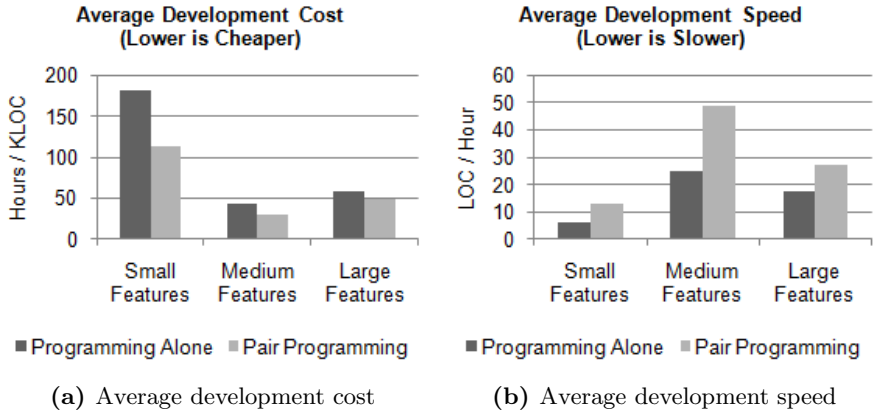 Average Development Cost
(Lower is Cheaper)
Hours / KLOC
200
150
100
50
0
Small Features
Medium Features
Large Features
Programming Alone
Pair Programming
(a) Average development cost
Average Development Speed
(Lower is Slower)
LOC / Hour
60
50
40
30
20
10
0
Small Features
Medium Features
Large Features
Programming Alone
Pair Programming
(b) Average development speed